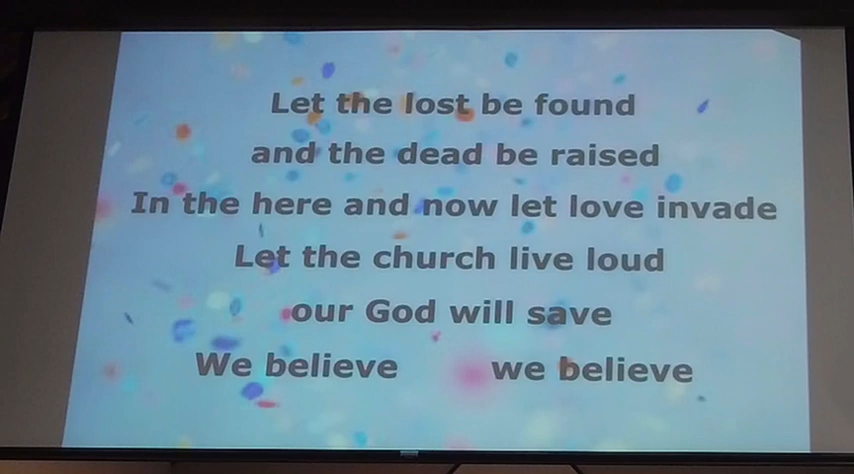 Let the lost be found
and the dead be raised
In the here and now let love invade
Let the church live loud
our God will save
We believe we believe